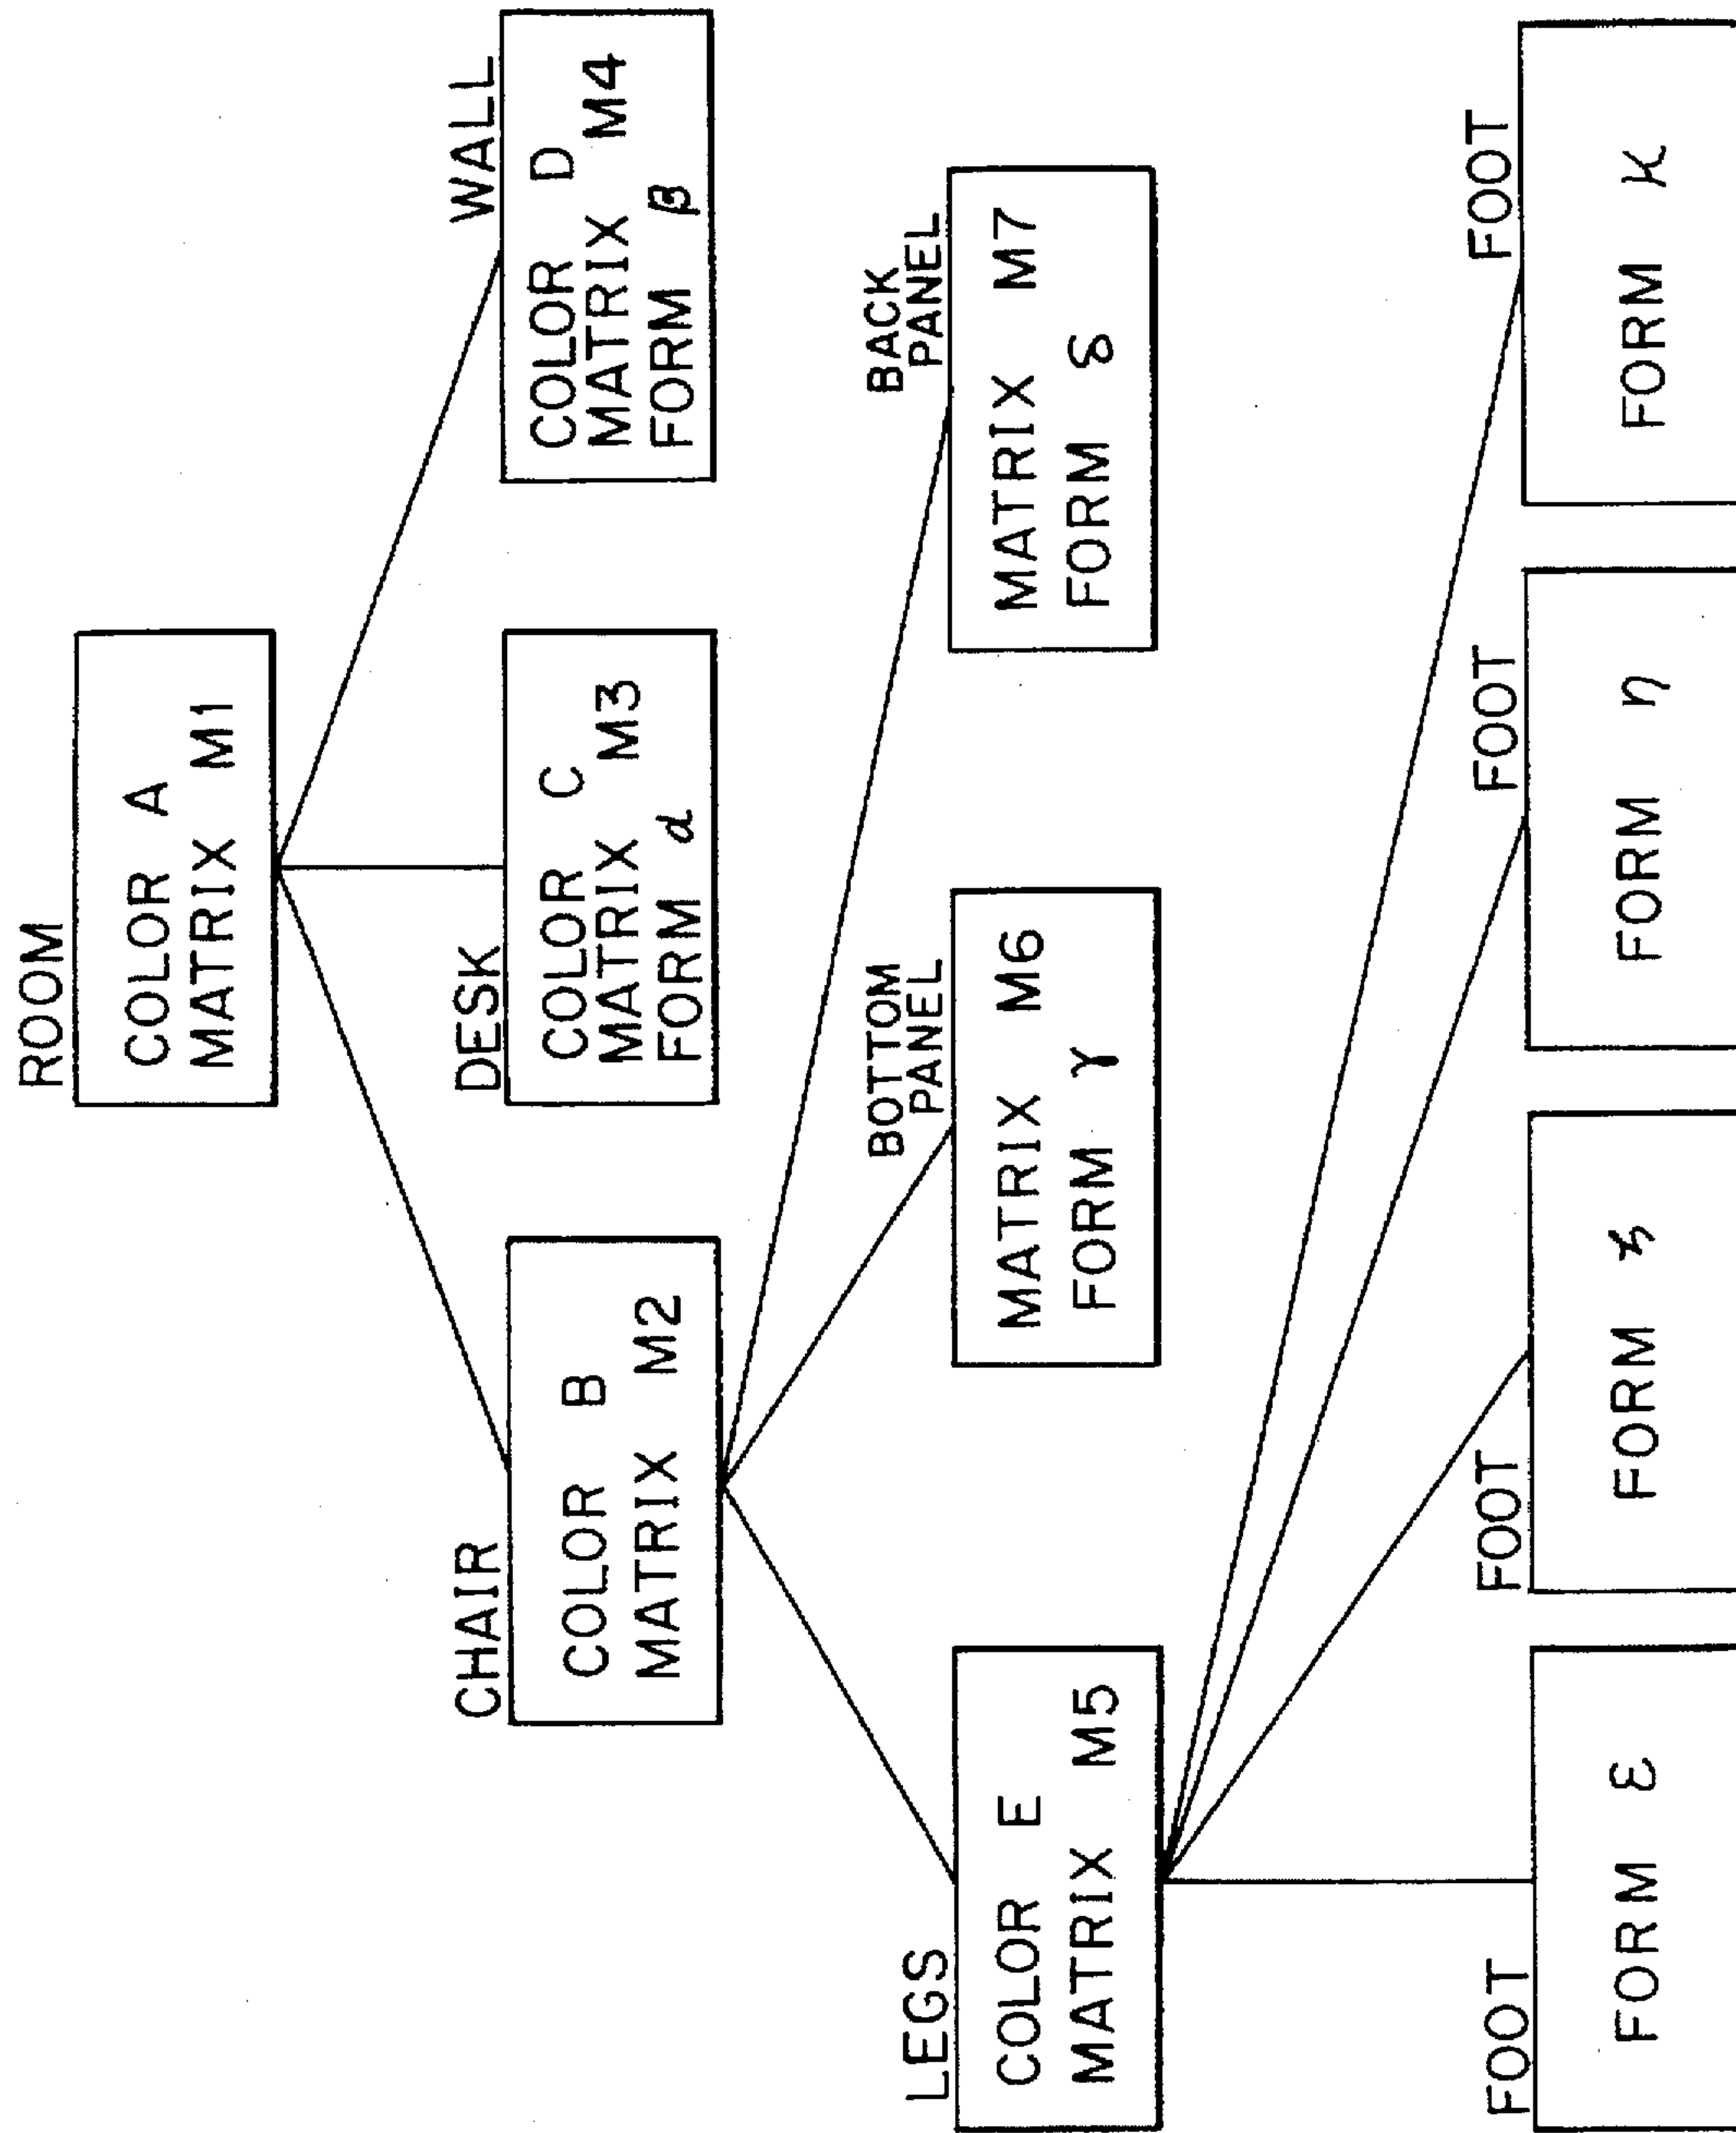 ROOM
COLOR A
MATRIX M1
CHAIR
COLOR B
MATRIX M2
DESK
COLOR C
MATRIX M3
FORM α
WALL
COLOR D
MATRIX M4
FORM β
LEGS
COLOR E
MATRIX M5
BOTTOM
PANEL
MATRIX M6
FORM γ
BACK
PANEL
MATRIX M7
FORM δ
FOOT
FORM ε
FOOT
FORM
FOOT
FORM η
FOOT
FORM κ